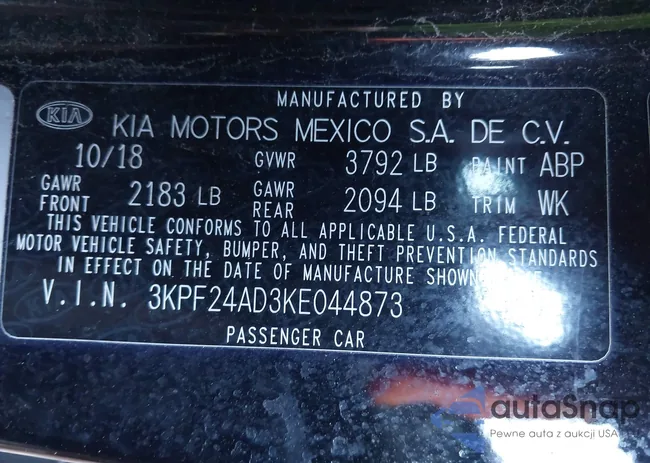 MANUFACTURED BY
KIA KIA MOTORS MEXICO S.A. DE C.V.
10/18 GVWR 3792 LB PAINT ABP
GAWR FRONT 2183 LB GAWR REAR 2094 LB TRIM WK
THIS VEHICLE CONFORMS TO ALL APPLICABLE U.S.A. FEDERAL
MOTOR VEHICLE SAFETY, BUMPER, AND THEFT PREVENTION STANDARDS
IN EFFECT ON THE DATE OF MANUFACTURE SHOWN
V.I.N. 3KPF24AD3KE044873
PASSENGER CAR
autaSnap
Pewne auta z aukcji USA